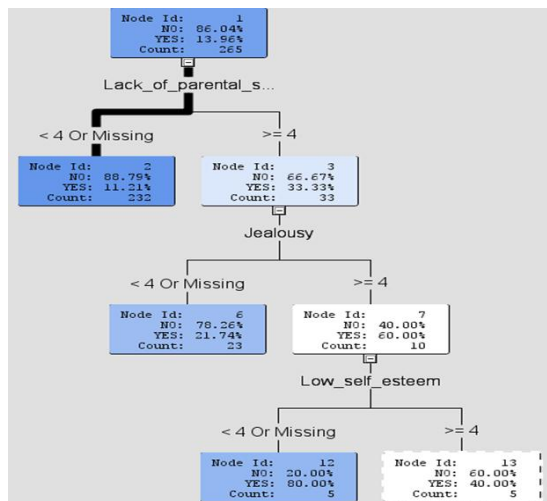 Node Id: 1
NO: 86.04%
YES: 13.96%
Count: 265
Lack_of_parental_s...
< 4 Or Missing
>= 4
Node Id: 2
NO: 88.79%
YES: 11.21%
Count: 232
Node Id: 3
NO: 66.67%
YES: 33.33%
Count: 33
Jealousy
< 4 Or Missing
>= 4
Node Id: 6
NO: 78.26%
YES: 21.74%
Count: 23
Node Id: 7
NO: 40.00%
YES: 60.00%
Count: 10
Low_self_esteem
< 4 Or Missing
>= 4
Node Id: 12
NO: 20.00%
YES: 80.00%
Count: 5
Node Id: 13
NO: 60.00%
YES: 40.00%
Count: 5